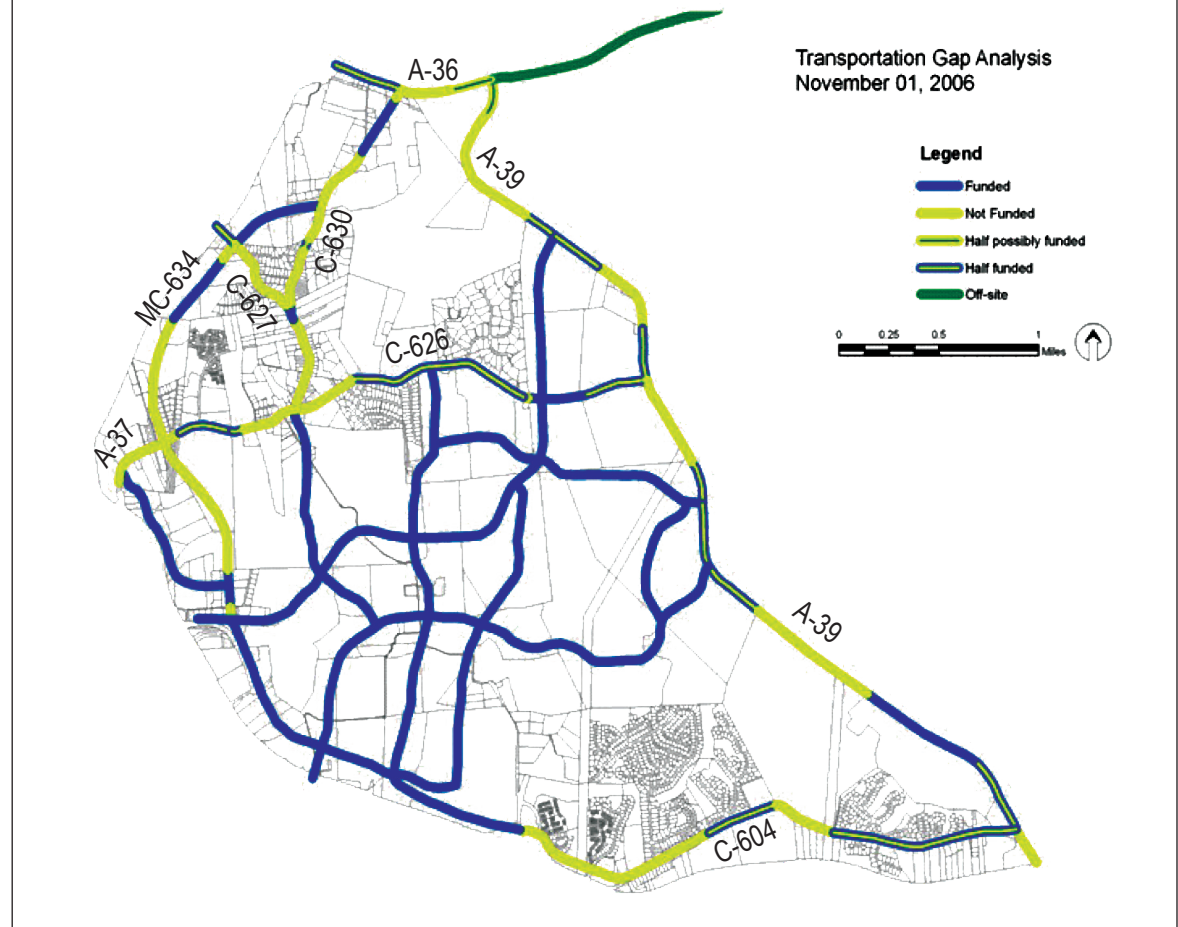 A-36
Transportation Gap Analysis
November 01, 2006
Legend
Funded
Not Funded
Half possibly funded
Half funded
Off-site
0 0.25 0.5 1
Miles
A-39
C-630
MC-634
C-627
C-626
A-37
A-39
C-604